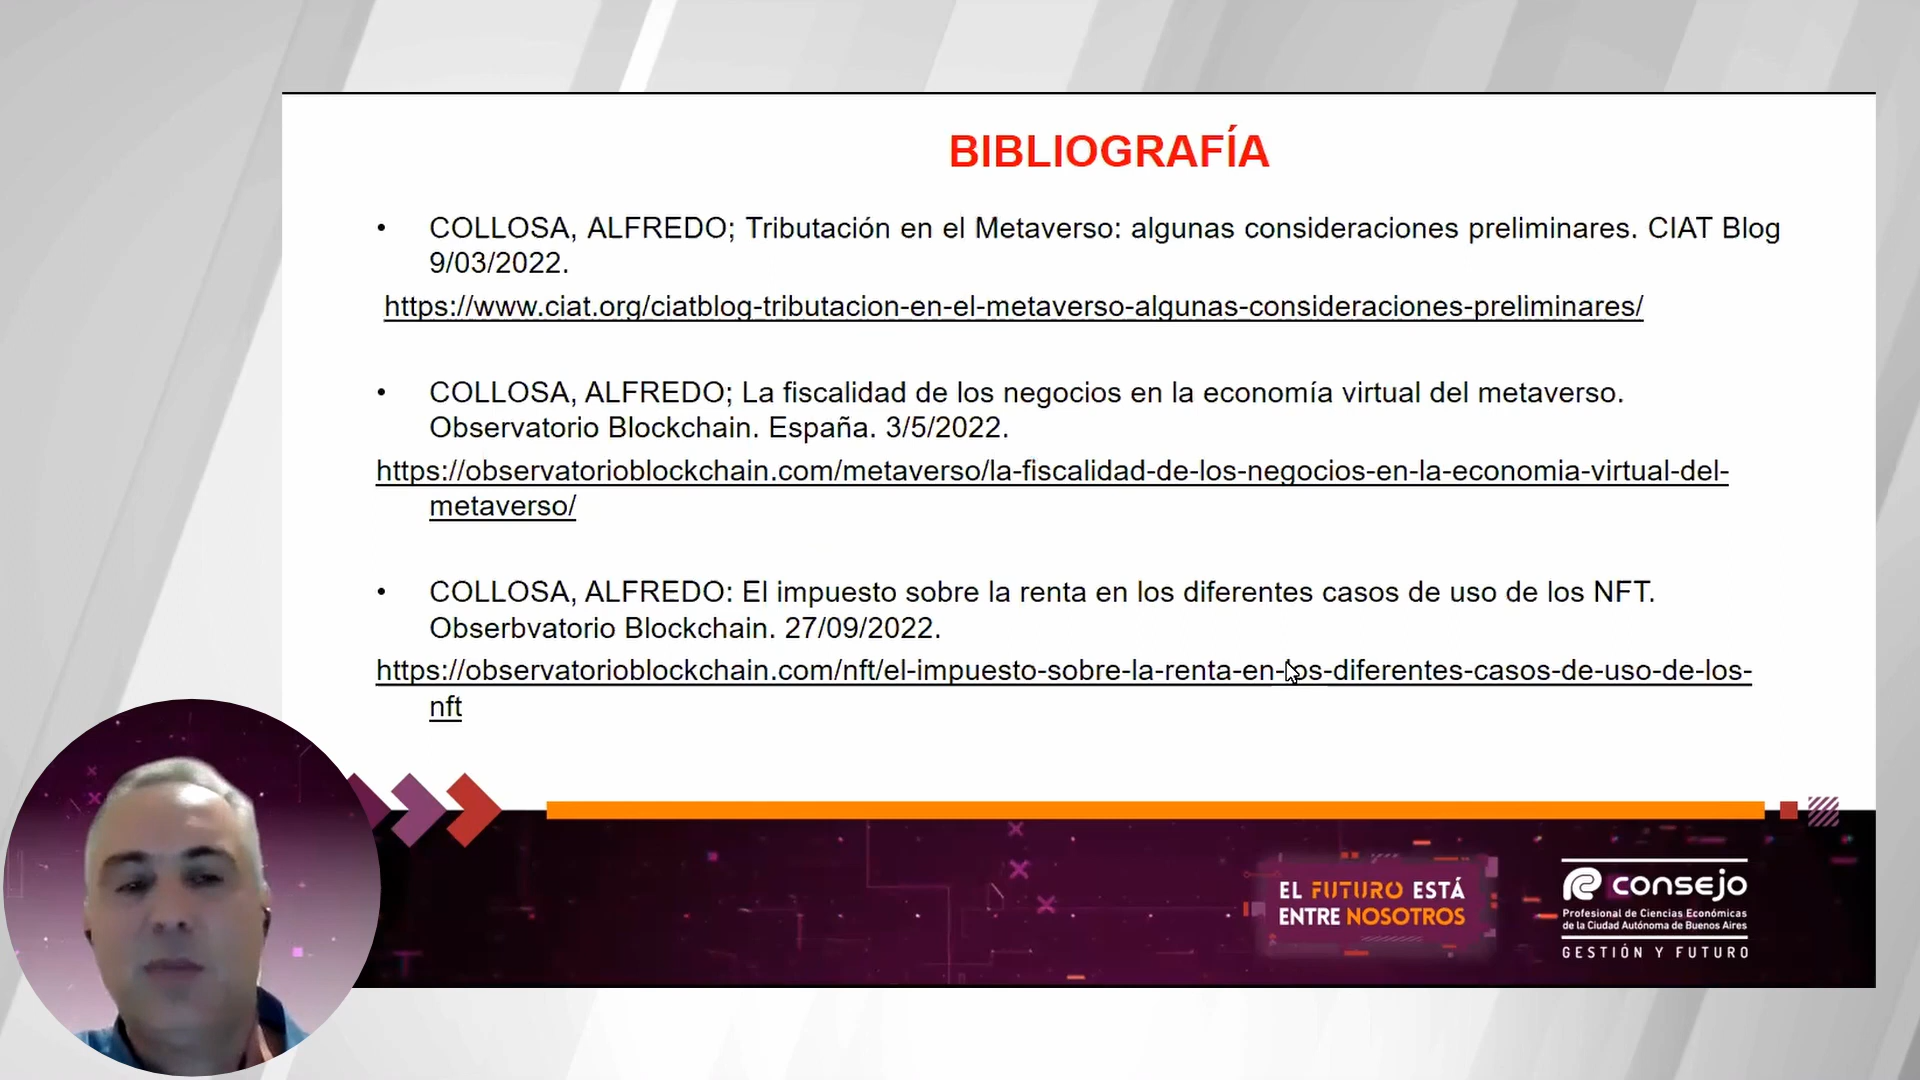 BIBLIOGRAFÍA
• COLLOSA, ALFREDO; Tributación en el Metaverso: algunas consideraciones preliminares. CIAT Blog
9/03/2022.
https://www.ciat.org/ciatblog-tributacion-en-el-metaverso-algunas-consideraciones-preliminares/
• COLLOSA, ALFREDO; La fiscalidad de los negocios en la economía virtual del metaverso.
Observatorio Blockchain. España. 3/5/2022.
https://observatorioblockchain.com/metaverso/la-fiscalidad-de-los-negocios-en-la-economia-virtual-del-
metaverso/
• COLLOSA, ALFREDO: El impuesto sobre la renta en los diferentes casos de uso de los NFT.
Obserbvatorio Blockchain. 27/09/2022.
https://observatorioblockchain.com/nft/el-impuesto-sobre-la-renta-en-los-diferentes-casos-de-uso-de-los-
nft
EL FUTURO ESTÁ
ENTRE NOSOTROS
consejo
Profesional de Ciencias Económicas
de la Ciudad Autónoma de Buenos Aires
GESTIÓN Y FUTURO